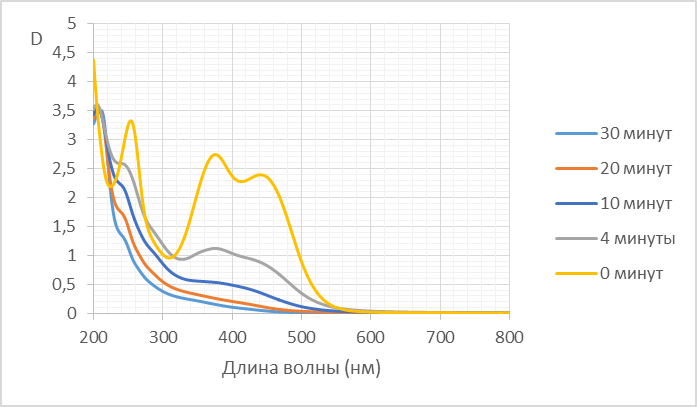 D
5
4,5
4
3,5
3
2,5
2
1,5
1
0,5
0
200 300 400 500 600 700 800
Длина волны (нм)
30 минут
20 минут
10 минут
4 минуты
0 минут